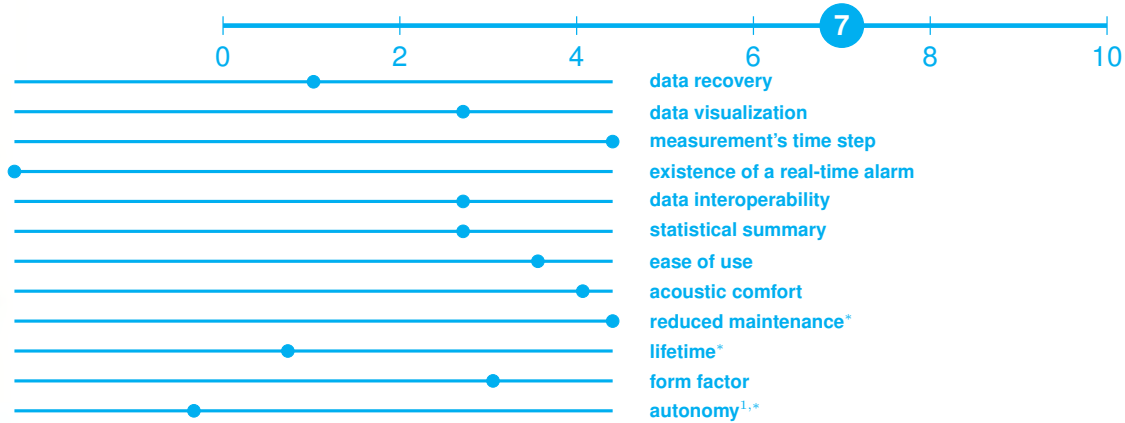 7
0 2 4 6 8 10
data recovery
data visualization
measurement's time step
existence of a real-time alarm
data interoperability
statistical summary
ease of use
acoustic comfort
reduced maintenance*
lifetime*
form factor
autonomy1,*